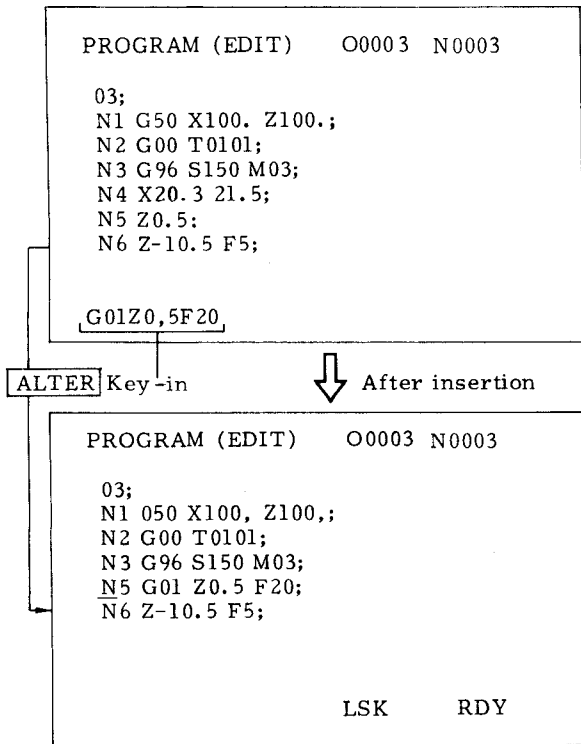 PROGRAM (EDIT) O0003 N0003
03;
N1 G50 X100. Z100.;
N2 G00 T0101;
N3 G96 S150 M03;
N4 X20.3 21.5;
N5 Z0.5:
N6 Z-10.5 F5;
G01Z0,5F20
ALTER Key-in
After insertion
PROGRAM (EDIT) O0003 N0003
03;
N1 050 X100, Z100,;
N2 G00 T0101;
N3 G96 S150 M03;
N5 G01 Z0.5 F20;
N6 Z-10.5 F5;
LSK RDY